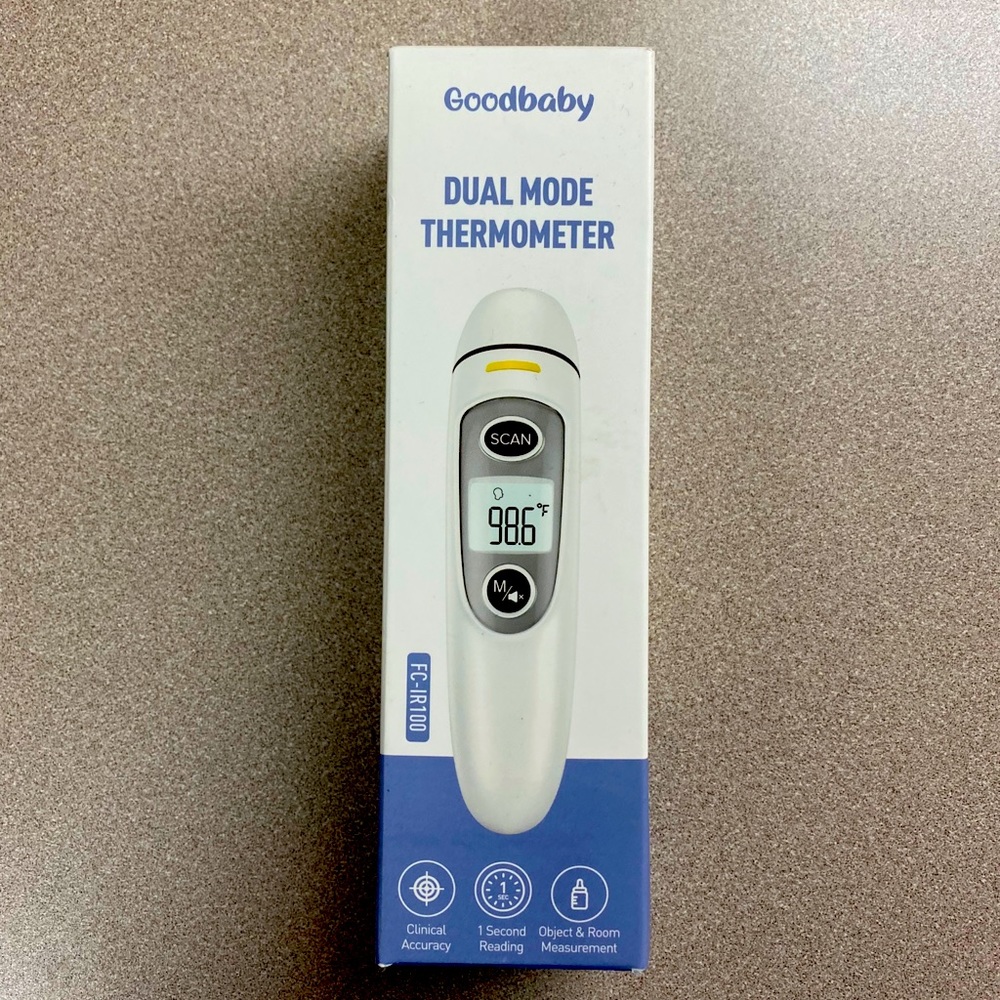 Goodbaby
DUAL MODE
THERMOMETER
SCAN
98.6 °F
M/
FC-IR100
1
SEC
Clinical
Accuracy
1 Second
Reading
Object & Room
Measurement